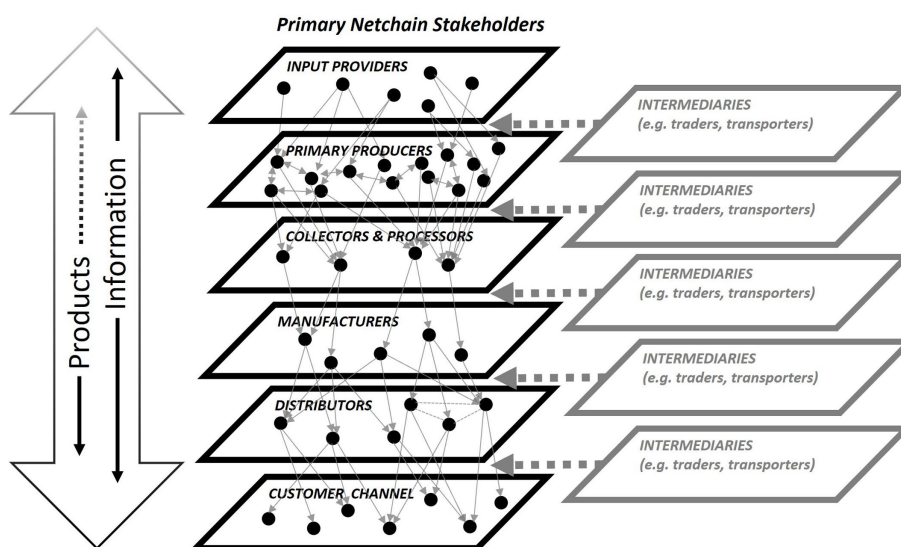 Primary Netchain Stakeholders
INPUT PROVIDERS
INTERMEDIARIES
(e.g. traders, transporters)
PRIMARY PRODUCERS
INTERMEDIARIES
(e.g. traders, transporters)
COLLECTORS & PROCESSORS
INTERMEDIARIES
(e.g. traders, transporters)
MANUFACTURERS
INTERMEDIARIES
(e.g. traders, transporters)
DISTRIBUTORS
INTERMEDIARIES
(e.g. traders, transporters)
CUSTOMER CHANNEL
Products
Information